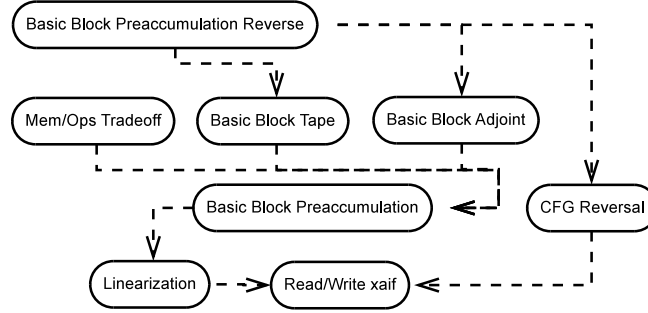 Basic Block Preaccumulation Reverse
Mem/Ops Tradeoff
Basic Block Tape
Basic Block Adjoint
Basic Block Preaccumulation
CFG Reversal
Linearization
Read/Write xaif